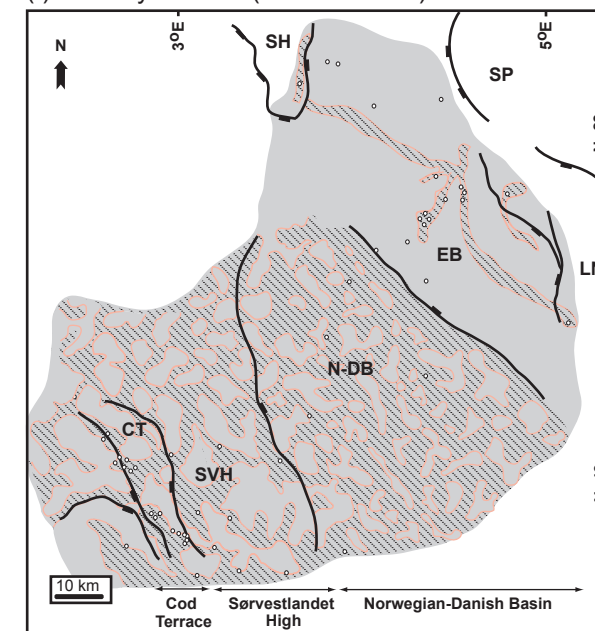 3°E
5°E
N
SH
SP
EB
LN
N-DB
CT
SVH
10 km
Cod
Terrace
Sørvestlandet
High
Norwegian-Danish Basin